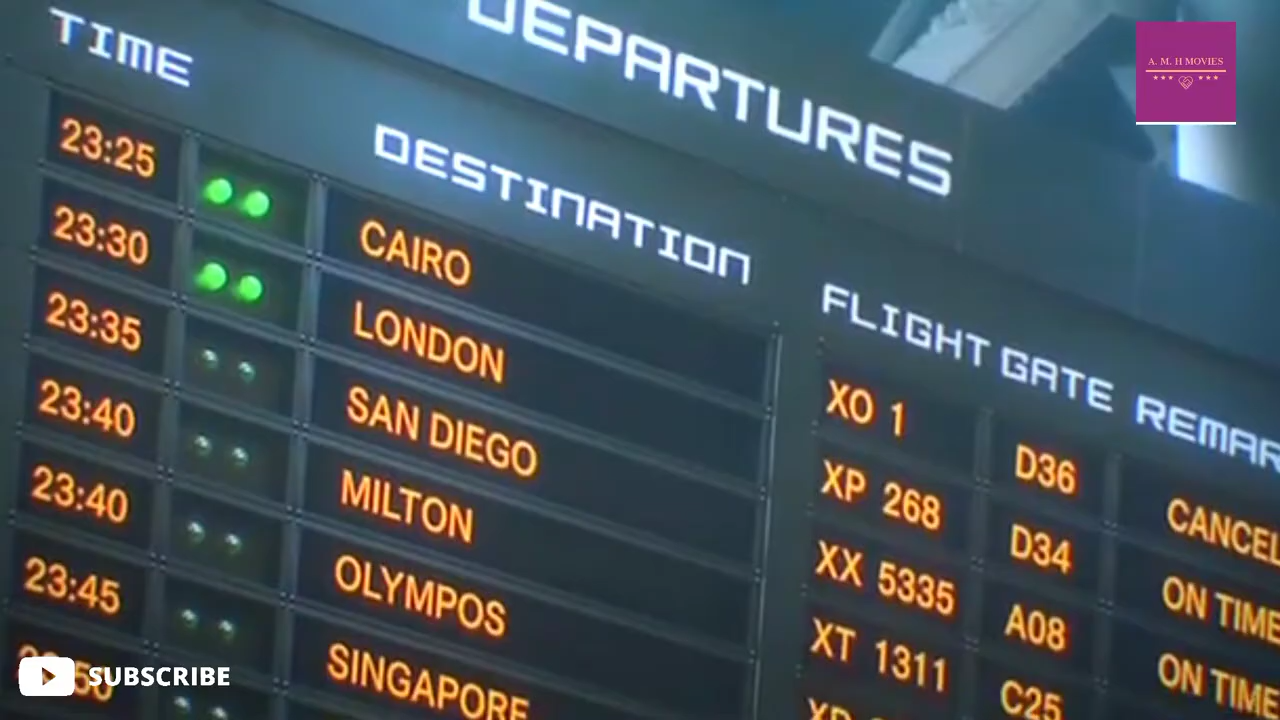 A. M. H MOVIES
DEPARTURES
TIME DESTINATION FLIGHT GATE REMAR
23:25 CAIRO XO 1 D36 CANCEL
23:30 LONDON XP 268 D34 ON TIME
23:35 SAN DIEGO XX 5335 A08 ON TIME
23:40 MILTON XT 1311 C25
23:40 OLYMPOS
23:45 SINGAPORE
SUBSCRIBE